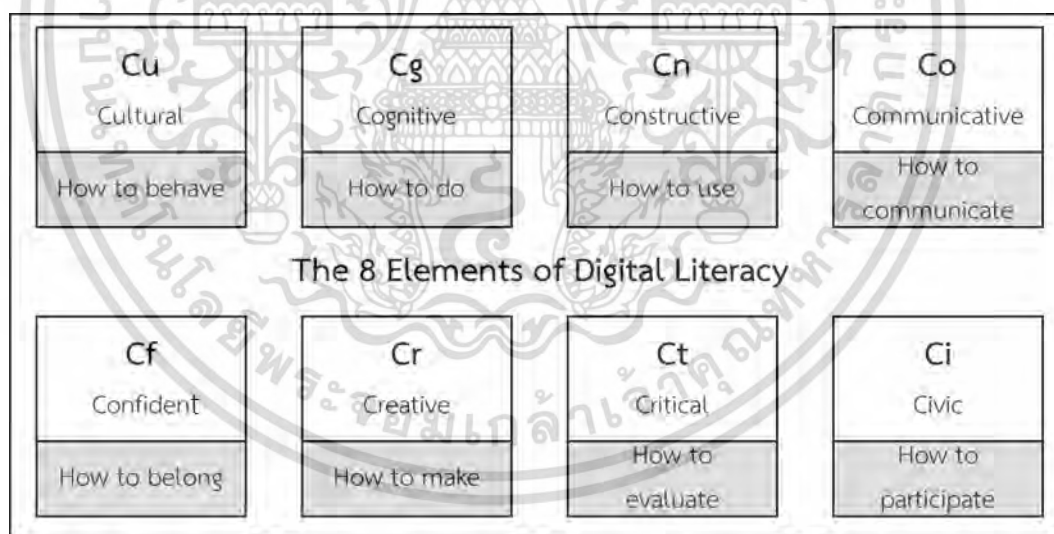 Cu
Cultural
How to behave
Cg
Cognitive
How to do
Cn
Constructive
How to use
Co
Communicative
How to
communicate
The 8 Elements of Digital Literacy
Cf
Confident
How to belong
Cr
Creative
How to make
Ct
Critical
How to
evaluate
Ci
Civic
How to
participate